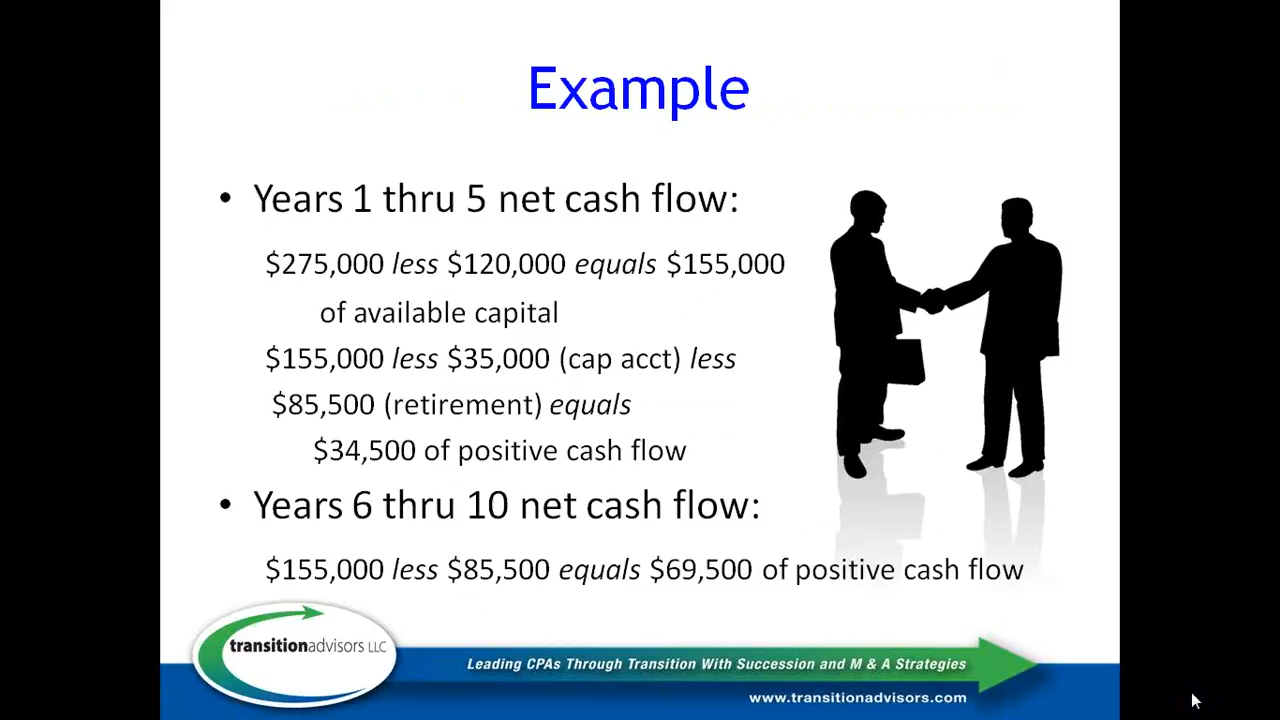 Example
• Years 1 thru 5 net cash flow:
$275,000 less $120,000 equals $155,000
of available capital
$155,000 less $35,000 (cap acct) less
$85,500 (retirement) equals
$34,500 of positive cash flow
• Years 6 thru 10 net cash flow:
$155,000 less $85,500 equals $69,500 of positive cash flow
transitionadvisors LLC
Leading CPAs Through Transition With Succession and M & A Strategies
www.transitionadvisors.com